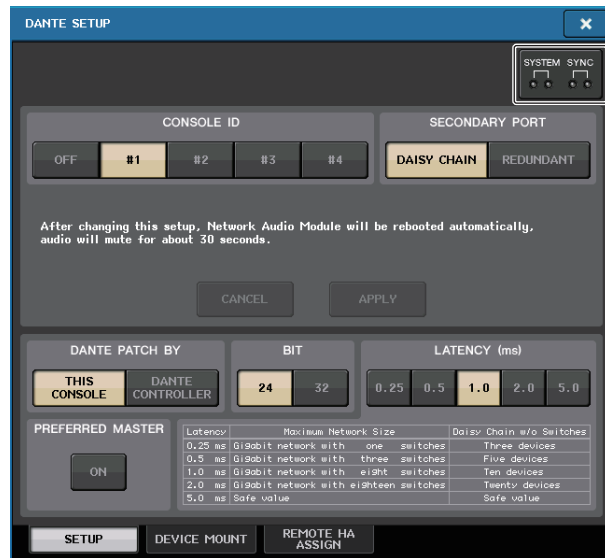 DANTE SETUP
SYSTEM SYNC
CONSOLE ID
SECONDARY PORT
OFF #1 #2 #3 #4 DAISY CHAIN REDUNDANT
After changing this setup, Network Audio Module will be rebooted automatically,
audio will mute for about 30 seconds.
CANCEL APPLY
DANTE PATCH BY
BIT
LATENCY (ms)
THIS CONSOLE DANTE CONTROLLER
24 32
0.25 0.5 1.0 2.0 5.0
PREFERRED MASTER
ON
Latency Maximum Network Size Daisy Chain w/o Switches
0.25 ms Gigabit network with one switches Three devices
0.5 ms Gigabit network with three switches Five devices
1.0 ms Gigabit network with eight switches Ten devices
2.0 ms Gigabit network with eighteen switches Twenty devices
5.0 ms Safe value Safe value
SETUP DEVICE MOUNT REMOTE HA ASSIGN